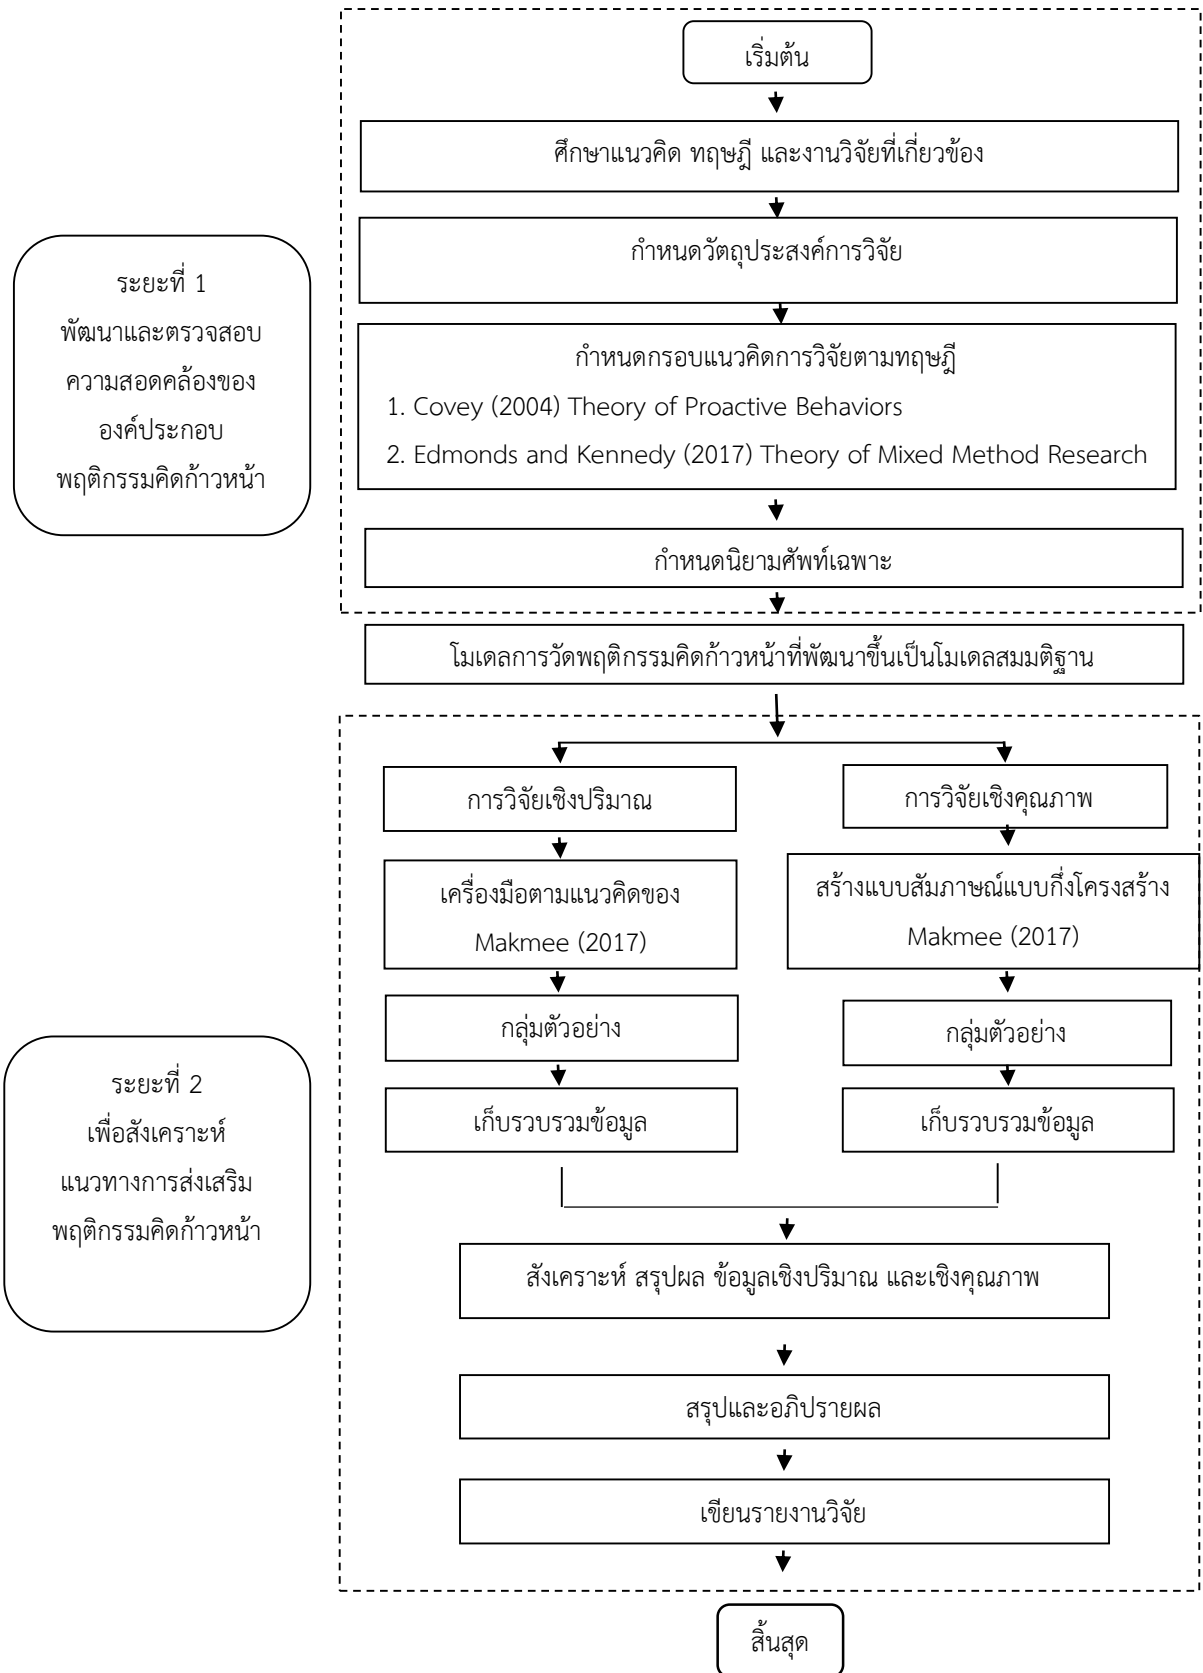 เริ่มต้น
ศึกษาแนวคิด ทฤษฎี และงานวิจัยที่เกี่ยวข้อง
กำหนดวัตถุประสงค์การวิจัย
ระยะที่ 1
พัฒนาและตรวจสอบ
ความสอดคล้องของ
องค์ประกอบ
พฤติกรรมคิดก้าวหน้า
กำหนดกรอบแนวคิดการวิจัยตามทฤษฎี
1. Covey (2004) Theory of Proactive Behaviors
2. Edmonds and Kennedy (2017) Theory of Mixed Method Research
กำหนดนิยามศัพท์เฉพาะ
โมเดลการวัดพฤติกรรมคิดก้าวหน้าที่พัฒนาขึ้นเป็นโมเดลสมมติฐาน
การวิจัยเชิงปริมาณ
การวิจัยเชิงคุณภาพ
เครื่องมือตามแนวคิดของ
Makmee (2017)
สร้างแบบสัมภาษณ์แบบกึ่งโครงสร้าง
Makmee (2017)
กลุ่มตัวอย่าง
กลุ่มตัวอย่าง
เก็บรวบรวมข้อมูล
เก็บรวบรวมข้อมูล
ระยะที่ 2
เพื่อสังเคราะห์
แนวทางการส่งเสริม
พฤติกรรมคิดก้าวหน้า
สังเคราะห์ สรุปผล ข้อมูลเชิงปริมาณ และเชิงคุณภาพ
สรุปและอภิปรายผล
เขียนรายงานวิจัย
สิ้นสุด